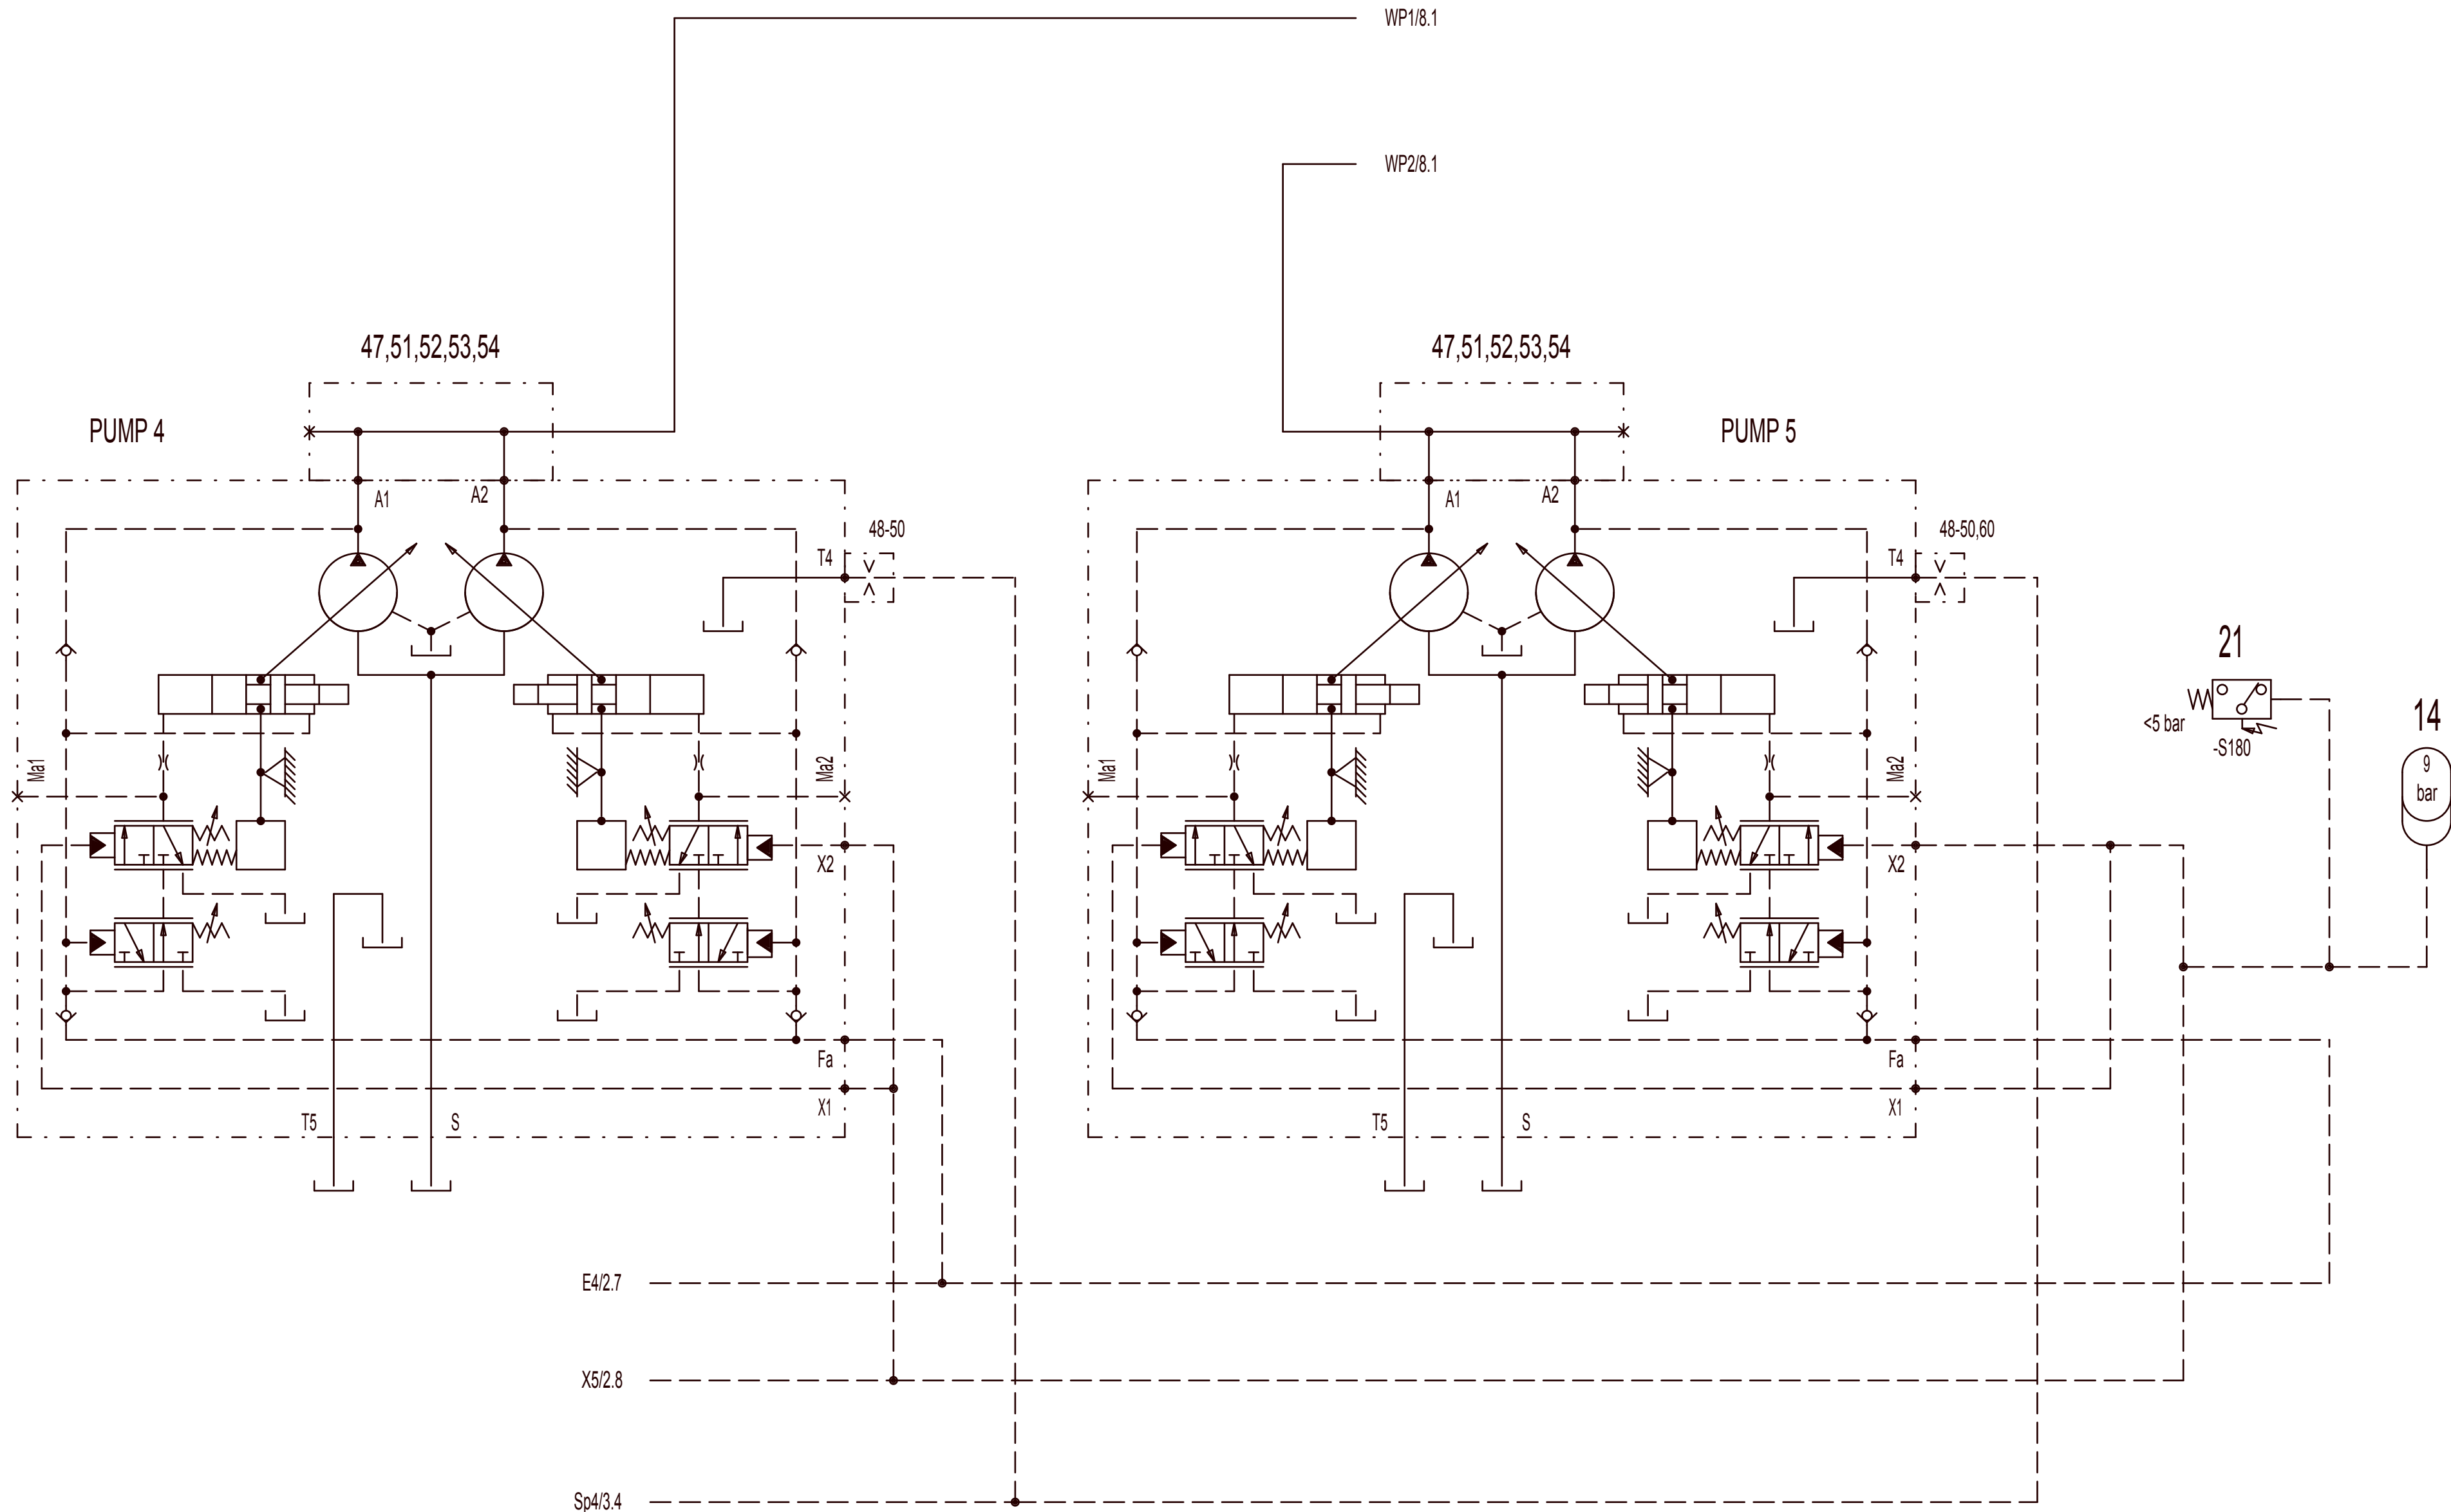 WP1/8.1
WP2/8.1
47,51,52,53,54
47,51,52,53,54
PUMP 4
PUMP 5
A1
A2
A1
A2
48-50
48-50,60
T4
T4
21
<5 bar
-S180
14
9
bar
Ma1
Ma2
Ma1
Ma2
X2
X2
Fa
Fa
X1
X1
T5
S
T5
S
E4/2.7
X5/2.8
Sp4/3.4